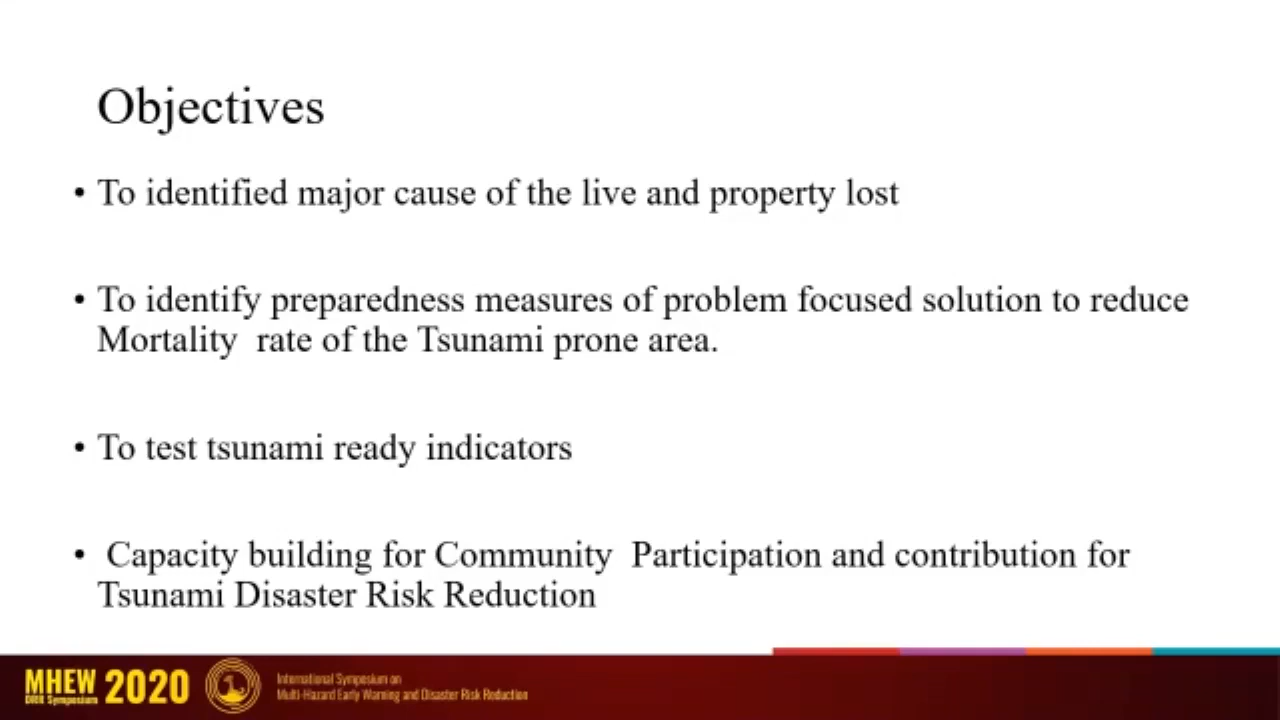 Objectives
• To identified major cause of the live and property lost
• To identify preparedness measures of problem focused solution to reduce
Mortality  rate of the Tsunami prone area.
• To test tsunami ready indicators
•  Capacity building for Community  Participation and contribution for
Tsunami Disaster Risk Reduction
MHEW 2020
DRR Symposium
International Symposium on
Multi-Hazard Early Warning and Disaster Risk Reduction